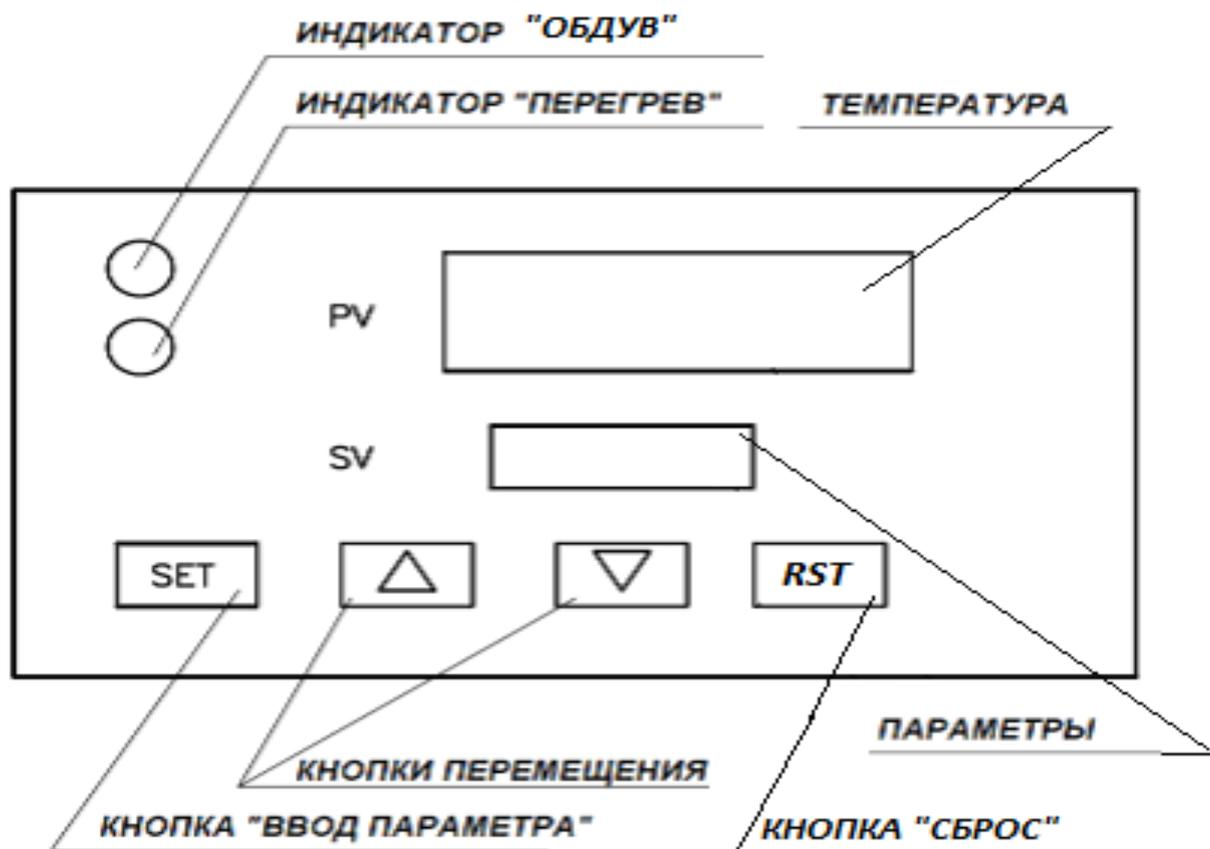 ИНДИКАТОР "ОБДУВ"
ИНДИКАТОР "ПЕРЕГРЕВ"
ТЕМПЕРАТУРА
PV
SV
SET
RST
ПАРАМЕТРЫ
КНОПКИ ПЕРЕМЕЩЕНИЯ
КНОПКА "ВВОД ПАРАМЕТРА"
КНОПКА "СБРОС"